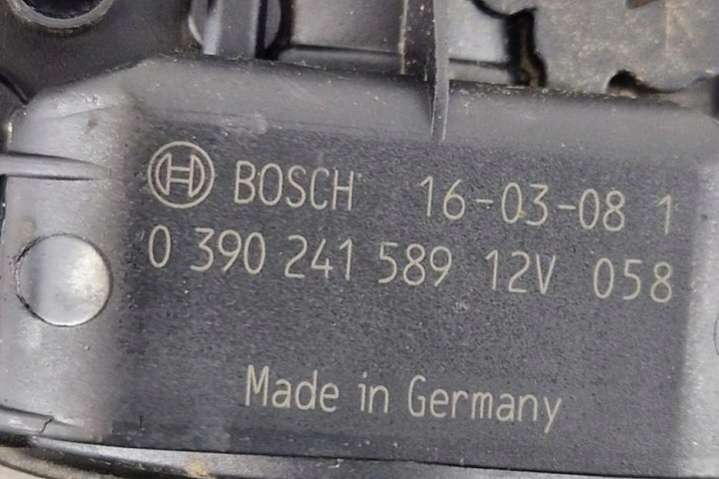 BOSCH 16-03-08 1
0 390 241 589 12V 058
Made in Germany